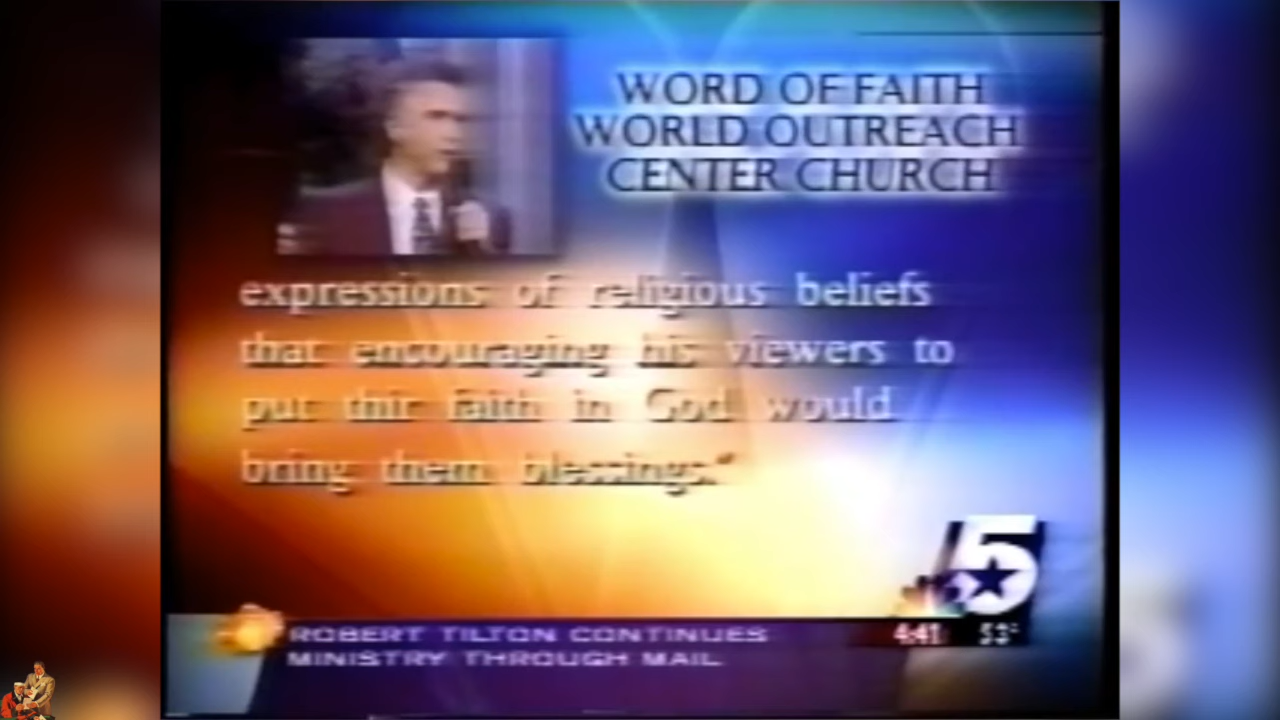 WORD OF FAITH
WORLD OUTREACH
CENTER CHURCH
expressions of religious beliefs
that encouraging his viewers to
put thir faith in God would
bring them blessings."
5
4:41 53°
ROBERT TILTON CONTINUES
MINISTRY THROUGH MAIL